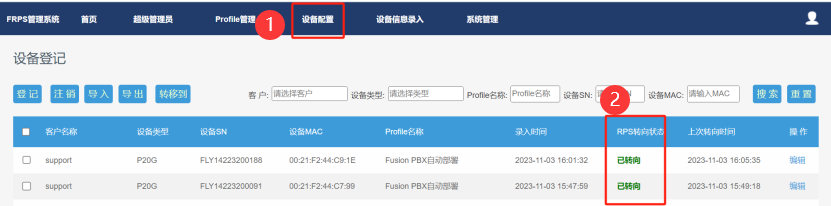 FRPS管理系统 首页 超级管理员 Profile管理 设备配置 设备信息录入 系统管理
1
设备登记
登记 注销 导入 导出 转移到 客户: 请选择客户 设备类型: 请选择类型 Profile名称: Profile名称 设备SN: 设备MAC: 请输入MAC 搜索 重置
2
客户名称 设备类型 设备SN 设备MAC Profile名称 录入时间 RPS转向状态 上次转向时间 操作
support P20G FLY14223200188 00:21:F2:44:C9:1E Fusion PBX自动部署 2023-11-03 16:01:32 已转向 2023-11-03 16:05:35 编辑
support P20G FLY14223200091 00:21:F2:44:C7:99 Fusion PBX自动部署 2023-11-03 15:47:59 已转向 2023-11-03 15:49:18 编辑